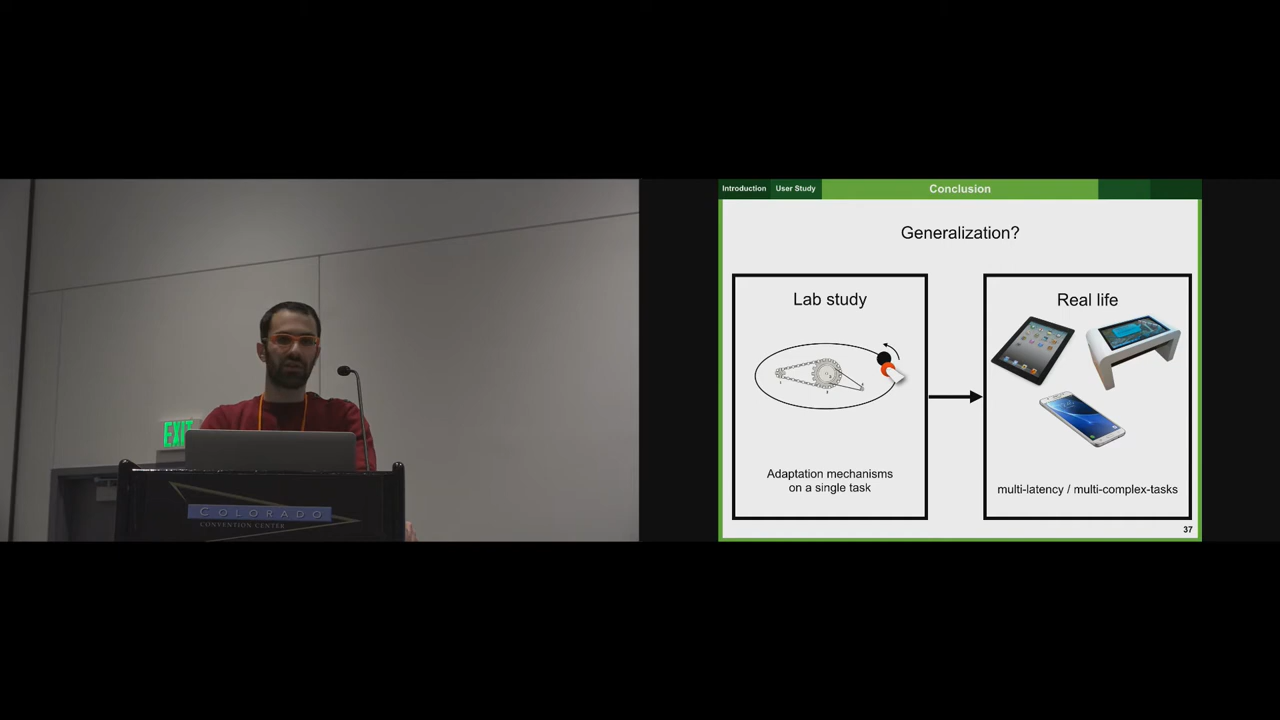 EXIT
COLORADO
CONVENTION CENTER
Introduction
User Study
Conclusion
Generalization?
Lab study
Adaptation mechanisms
on a single task
Real life
multi-latency / multi-complex-tasks
37